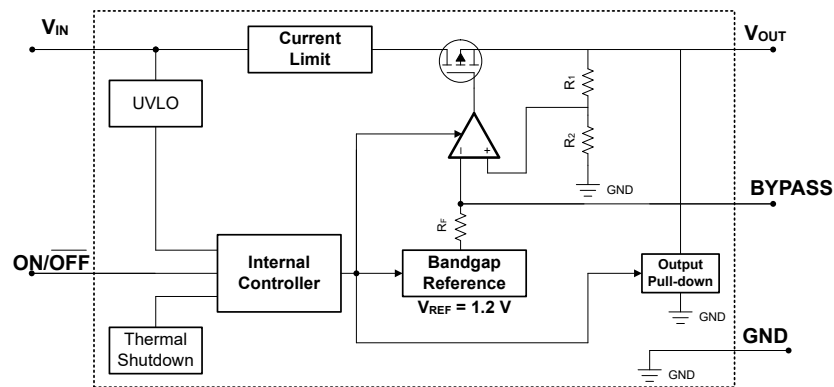 VIN
Current
Limit
VOUT
UVLO
R1
R2
− +
GND
BYPASS
RF
ON/OFF
Internal
Controller
Bandgap
Reference
VREF = 1.2 V
Output
Pull-down
GND
Thermal
Shutdown
GND
GND